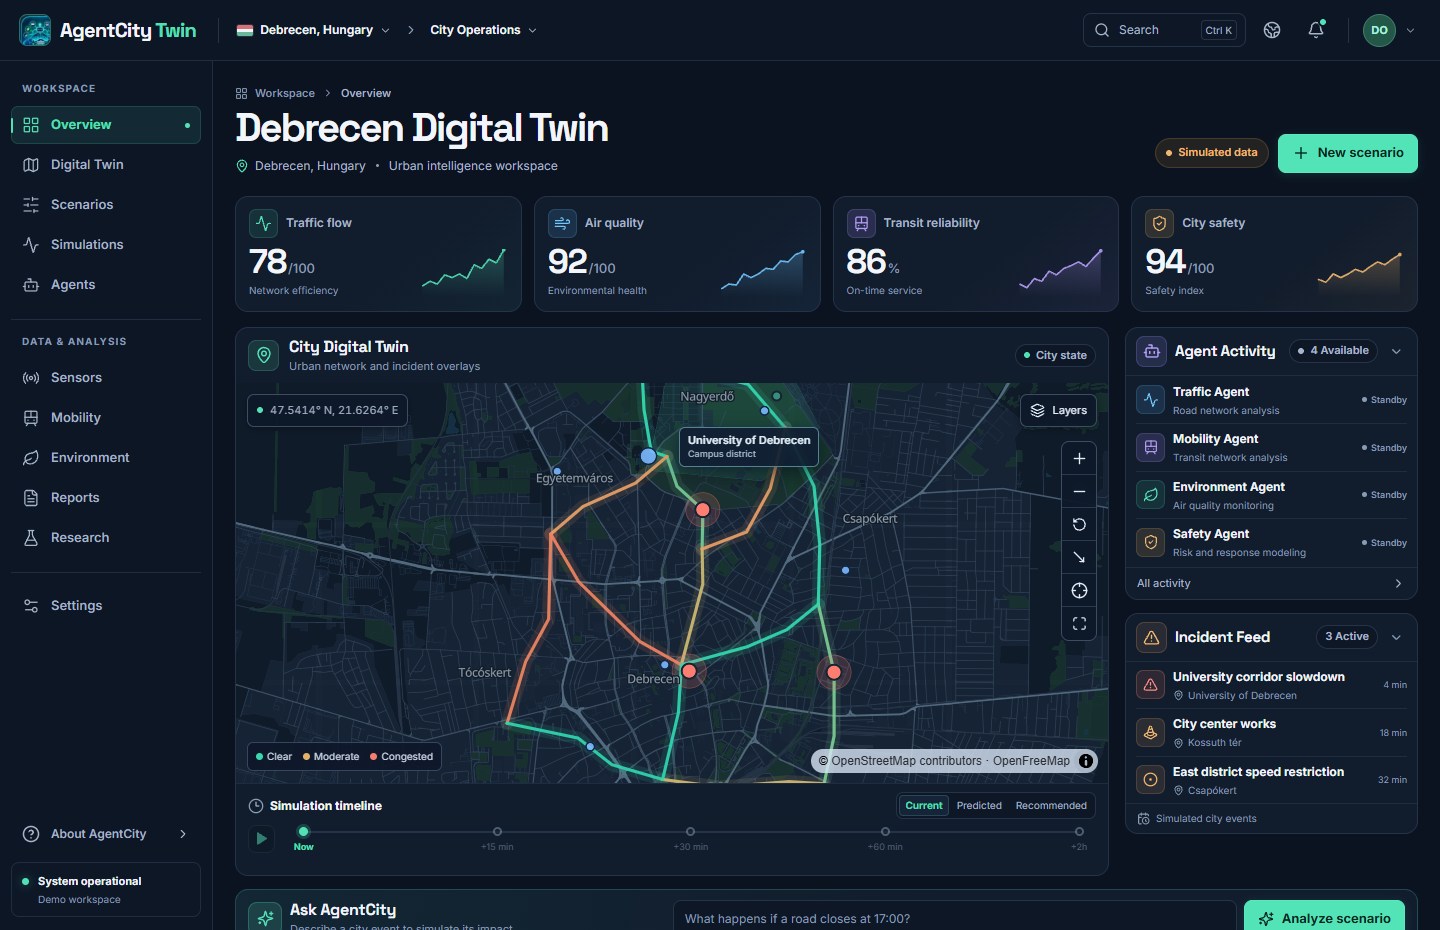 AgentCity Twin
Debrecen, Hungary
City Operations
Search
Ctrl K
DO
WORKSPACE
Overview
Digital Twin
Scenarios
Simulations
Agents
DATA & ANALYSIS
Sensors
Mobility
Environment
Reports
Research
Settings
About AgentCity
System operational
Demo workspace
Workspace > Overview
Debrecen Digital Twin
Debrecen, Hungary • Urban intelligence workspace
Simulated data
+ New scenario
Traffic flow
78/100
Network efficiency
Air quality
92/100
Environmental health
Transit reliability
86%
On-time service
City safety
94/100
Safety index
City Digital Twin
Urban network and incident overlays
City state
47.5414° N, 21.6264° E
Layers
Nagyerdő
University of Debrecen
Campus district
Egyetemváros
Csapókert
Tócóskert
Debrecen
Clear
Moderate
Congested
© OpenStreetMap contributors · OpenFreeMap
Simulation timeline
Current
Predicted
Recommended
Now
+15 min
+30 min
+60 min
+2h
Agent Activity
4 Available
Traffic Agent
Road network analysis
Standby
Mobility Agent
Transit network analysis
Standby
Environment Agent
Air quality monitoring
Standby
Safety Agent
Risk and response modeling
Standby
All activity
Incident Feed
3 Active
University corridor slowdown
University of Debrecen
4 min
City center works
Kossuth tér
18 min
East district speed restriction
Csapókert
32 min
Simulated city events
Ask AgentCity
Describe a city event to simulate its impact
What happens if a road closes at 17:00?
Analyze scenario